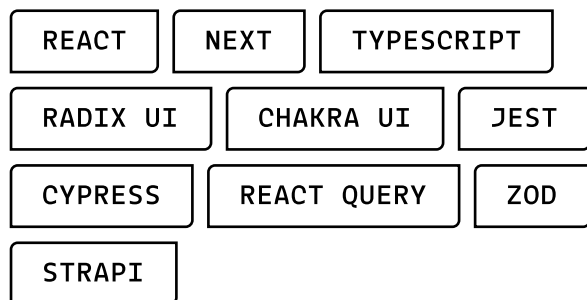 REACT NEXT TYPESCRIPT
RADIX UI CHAKRA UI JEST
CYPRESS REACT QUERY ZOD
STRAPI